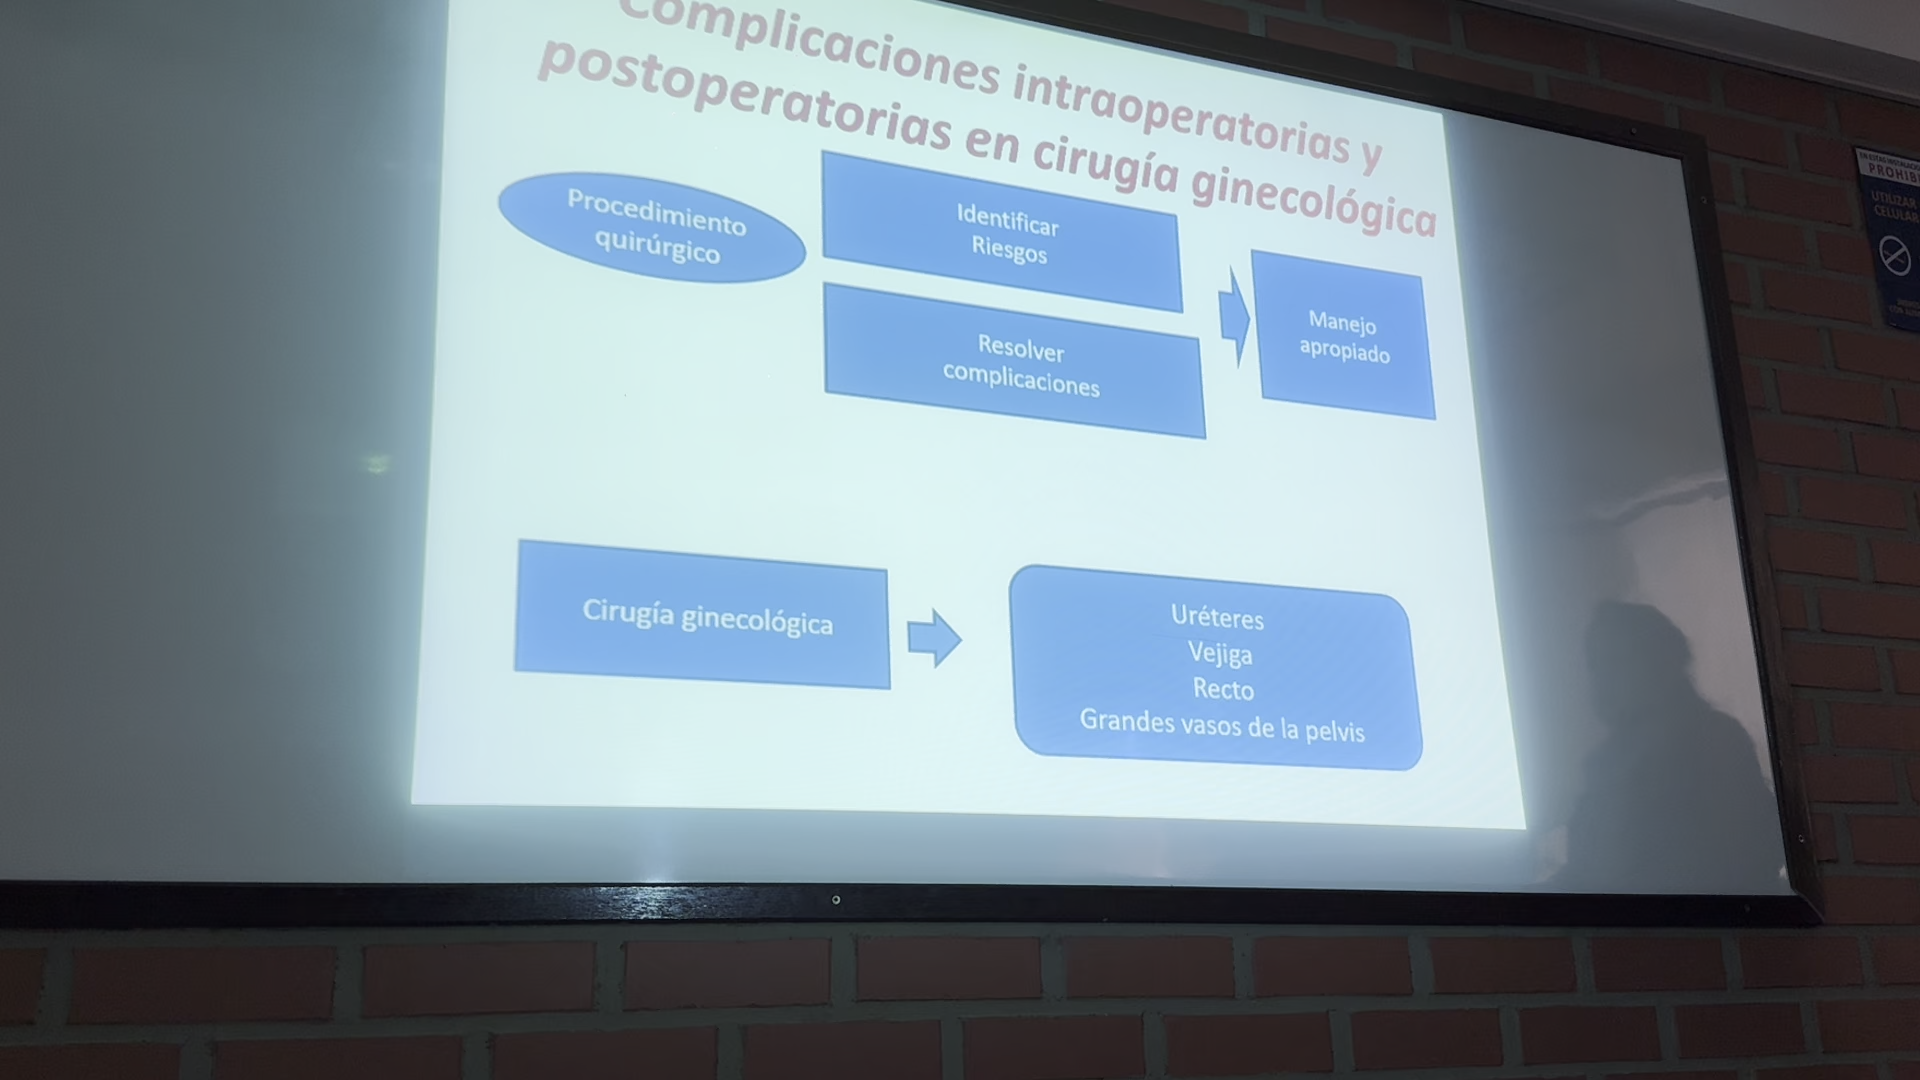 Complicaciones intraoperatorias y
postoperatorias en cirugía ginecológica
Procedimiento
quirúrgico
Identificar
Riesgos
Resolver
complicaciones
Manejo
apropiado
Cirugía ginecológica
Uréteres
Vejiga
Recto
Grandes vasos de la pelvis
PROHIB
UTILIZAR
CELULAR